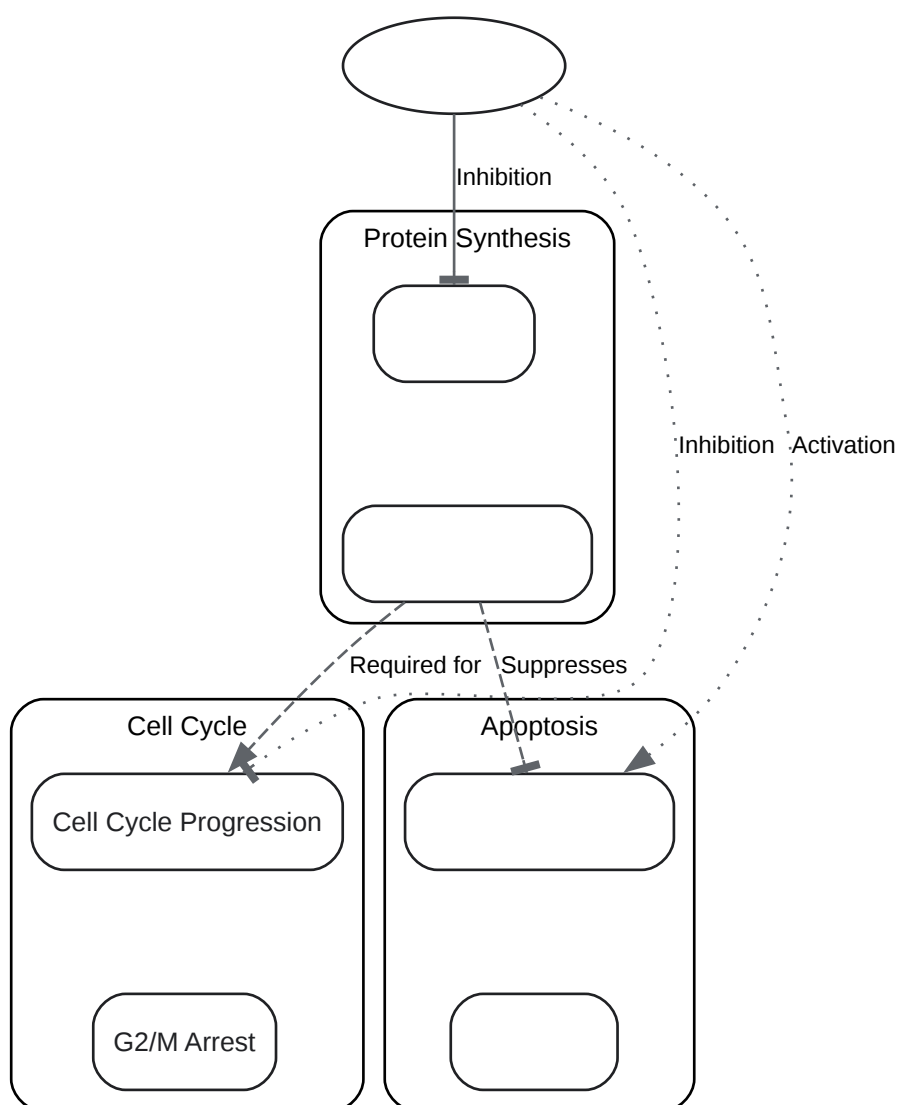 Inhibition
Protein Synthesis
Inhibition
Activation
Required for
Suppresses
Cell Cycle
Apoptosis
Cell Cycle Progression
G2/M Arrest